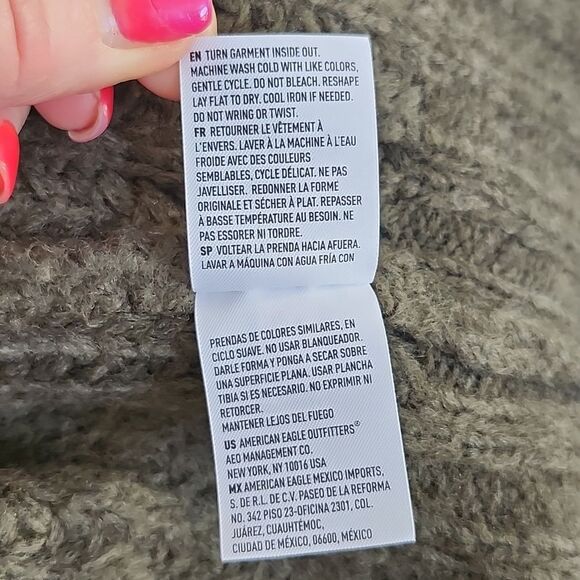 EN TURN GARMENT INSIDE OUT.
MACHINE WASH COLD WITH LIKE COLORS,
GENTLE CYCLE. DO NOT BLEACH. RESHAPE
LAY FLAT TO DRY. COOL IRON IF NEEDED.
DO NOT WRING OR TWIST.
FR RETOURNER LE VÊTEMENT À
L'ENVERS. LAVER À LA MACHINE À L'EAU
FROIDE AVEC DES COULEURS
SEMBLABLES, CYCLE DÉLICAT. NE PAS
JAVELLISER. REDONNER LA FORME
ORIGINALE ET SÉCHER À PLAT. REPASSER
À BASSE TEMPÉRATURE AU BESOIN. NE
PAS ESSORER NI TORDRE.
SP VOLTEAR LA PRENDA HACIA AFUERA.
LAVAR A MÁQUINA CON AGUA FRÍA CON
PRENDAS DE COLORES SIMILARES, EN
CICLO SUAVE. NO USAR BLANQUEADOR.
DARLE FORMA Y PONGA A SECAR SOBRE
UNA SUPERFICIE PLANA. USAR PLANCHA
TIBIA SI ES NECESARIO. NO EXPRIMIR NI
RETORCER.
MANTENER LEJOS DEL FUEGO
US AMERICAN EAGLE OUTFITTERS®
AEO MANAGEMENT CO.
NEW YORK, NY 10016 USA
MX AMERICAN EAGLE MEXICO IMPORTS,
S. DE R.L. DE C.V. PASEO DE LA REFORMA
NO. 342 PISO 23-OFICINA 2301, COL.
JUÁREZ, CUAUHTÉMOC,
CIUDAD DE MÉXICO, 06600, MÉXICO